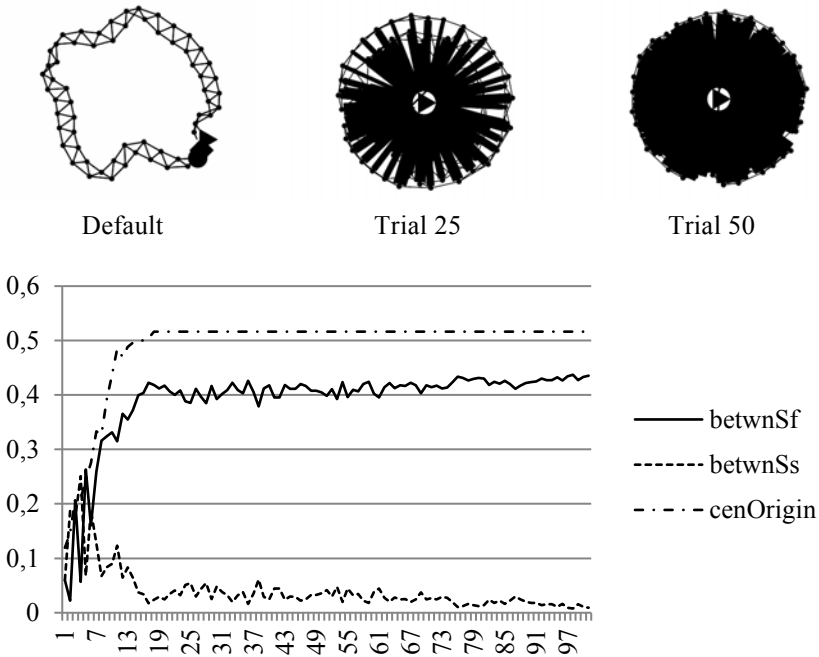 Default
Trial 25
Trial 50
0,6
0,5
0,4
0,3
0,2
0,1
0
betwnSf
betwnSs
cenOrigin
1 7 13 19 25 31 37 43 49 55 61 67 73 79 85 91 97